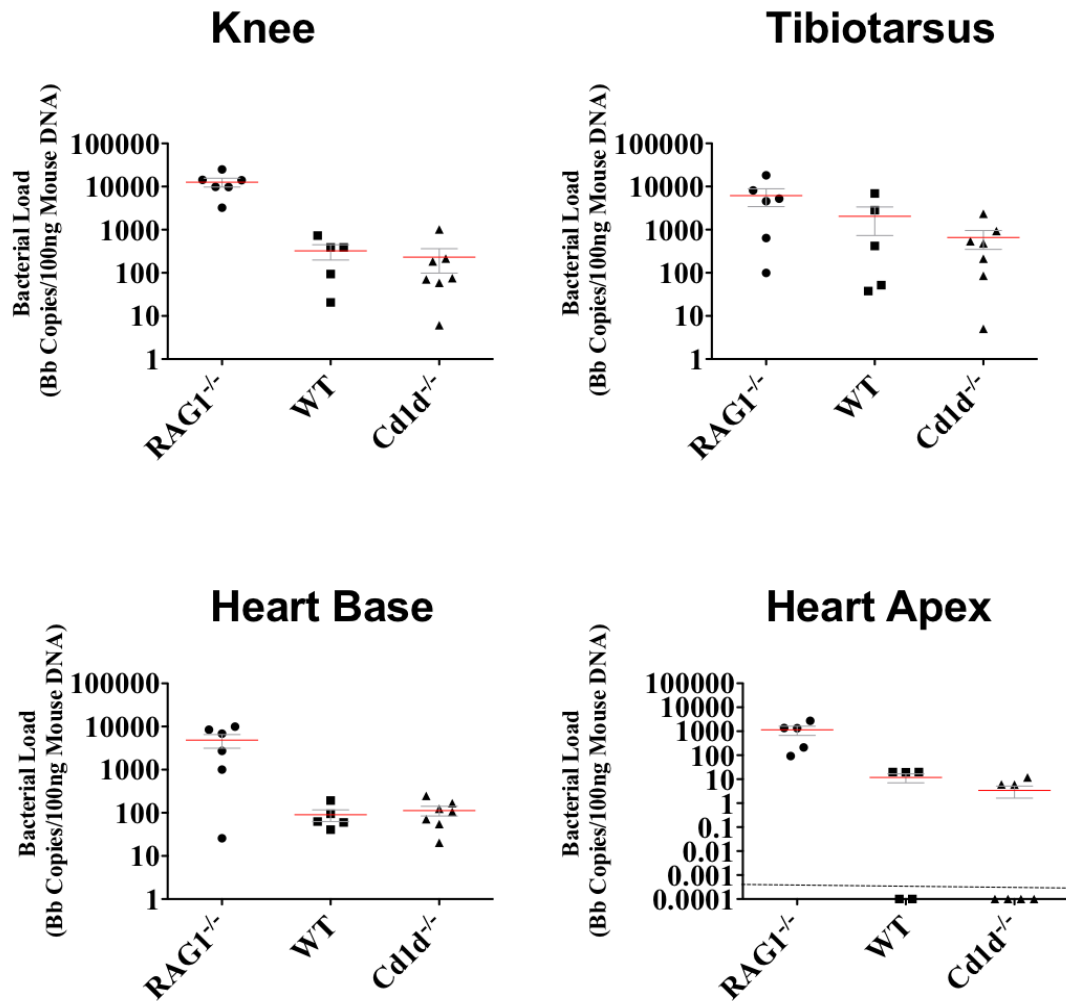 Knee
Bacterial Load
(Bb Copies/100ng Mouse DNA)
100000
10000
1000
100
10
1
RAG1-/-
WT
Cd1d-/-
Tibiotarsus
Bacterial Load
(Bb Copies/100ng Mouse DNA)
100000
10000
1000
100
10
1
RAG1-/-
WT
Cd1d-/-
Heart Base
Bacterial Load
(Bb Copies/100ng Mouse DNA)
100000
10000
1000
100
10
1
RAG1-/-
WT
Cd1d-/-
Heart Apex
Bacterial Load
(Bb Copies/100ng Mouse DNA)
100000
10000
1000
100
10
1
0.1
0.01
0.001
0.0001
RAG1-/-
WT
Cd1d-/-